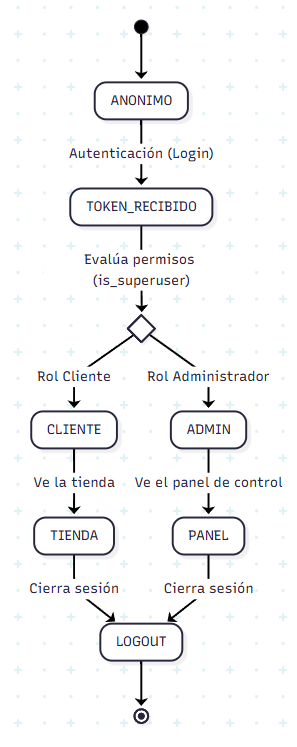 ANONIMO
Autenticación (Login)
TOKEN_RECIBIDO
Evalúa permisos
(is_superuser)
Rol Cliente
Rol Administrador
CLIENTE
ADMIN
Ve la tienda
Ve el panel de control
TIENDA
PANEL
Cierra sesión
Cierra sesión
LOGOUT